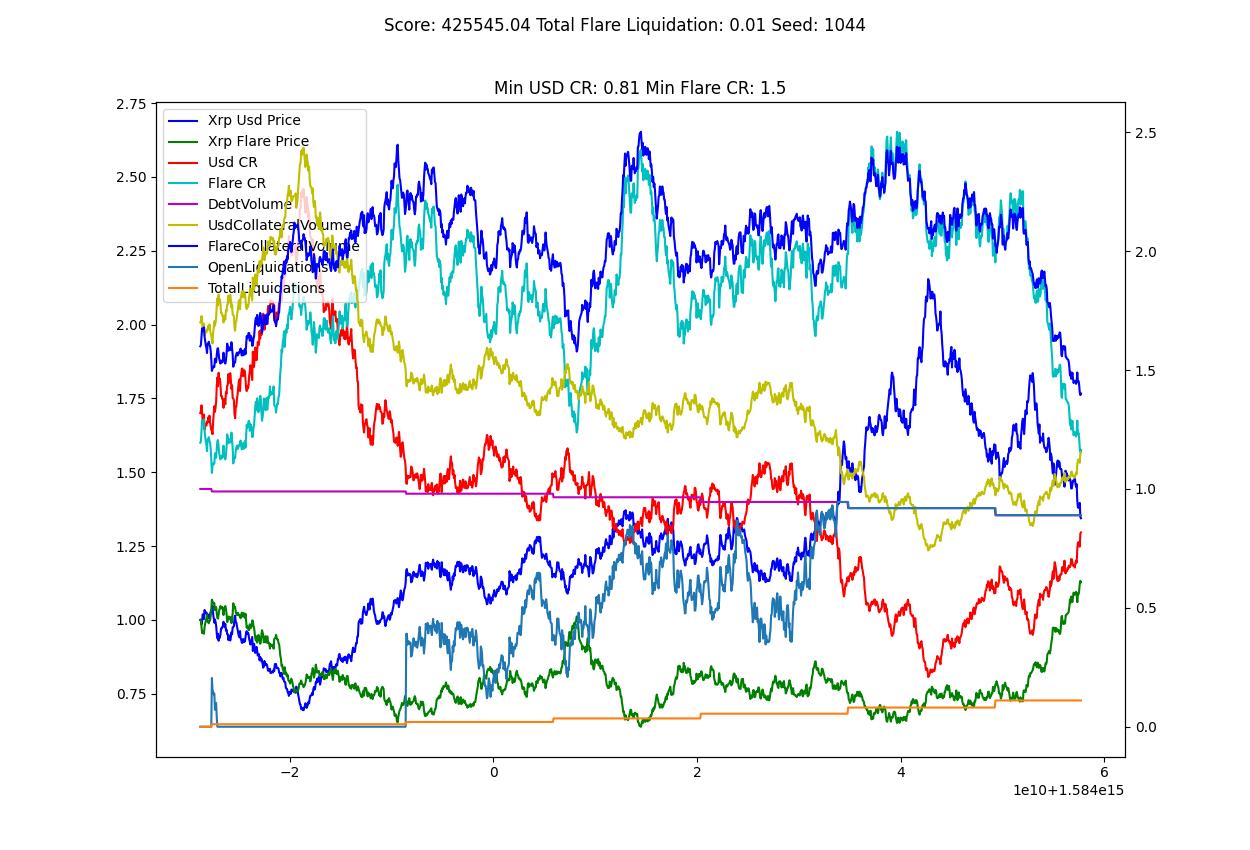 Score: 425545.04 Total Flare Liquidation: 0.01 Seed: 1044
Min USD CR: 0.81 Min Flare CR: 1.5
Xrp Usd Price
Xrp Flare Price
Usd CR
Flare CR
DebtVolume
UsdCollateralVolume
FlareCollateralVolume
OpenLiquidations
TotalLiquidations
2.75
2.50
2.25
2.00
1.75
1.50
1.25
1.00
0.75
2.5
2.0
1.5
1.0
0.5
0.0
−2 0 2 4 6
1e10+1.584e15